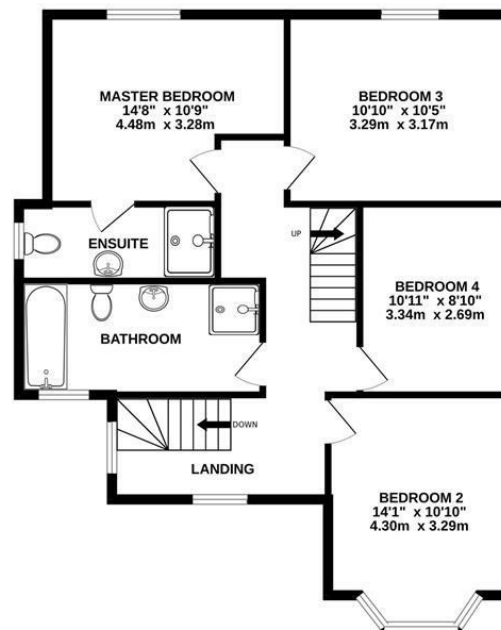 MASTER BEDROOM
14'8" x 10'9"
4.48m x 3.28m
BEDROOM 3
10'10" x 10'5"
3.29m x 3.17m
ENSUITE
UP
BEDROOM 4
10'11" x 8'10"
3.34m x 2.69m
BATHROOM
DOWN
LANDING
BEDROOM 2
14'1" x 10'10"
4.30m x 3.29m